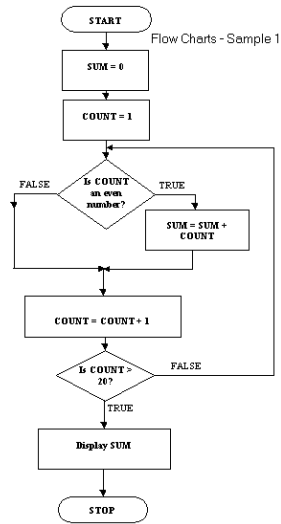 START
Flow Charts - Sample 1
SUM = 0
COUNT = 1
Is COUNT
an even
number?
FALSE
TRUE
SUM = SUM +
COUNT
COUNT = COUNT + 1
Is COUNT >
20?
FALSE
TRUE
Display SUM
STOP